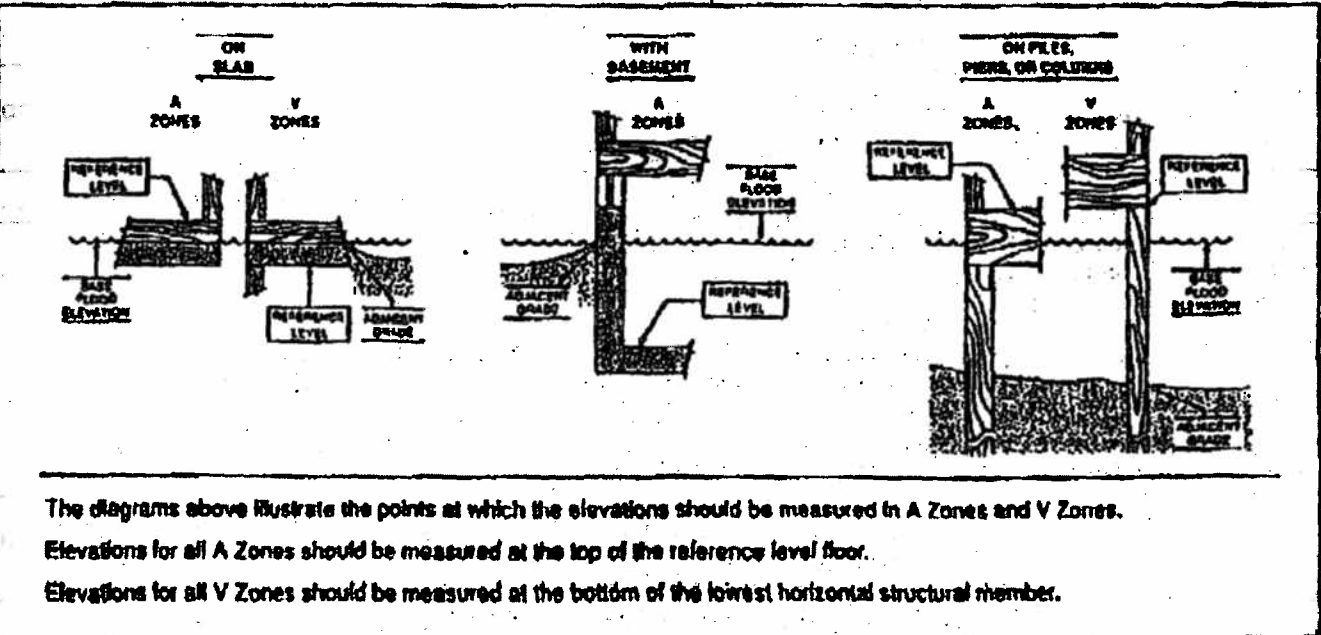 ON
SLAB
A
ZONES
V
ZONES
REFERENCE
LEVEL
BASE
FLOOD
ELEVATION
REFERENCE
LEVEL
ADJACENT
GRADE
WITH
BASEMENT
A
ZONES
BASE
FLOOD
ELEVATION
ADJACENT
GRADE
REFERENCE
LEVEL
ON PILES,
PIERS, OR COLUMNS
A
ZONES.
V
ZONES
REFERENCE
LEVEL
REFERENCE
LEVEL
BASE
FLOOD
ELEVATION
ADJACENT
GRADE
The diagrams above illustrate the points at which the elevations should be measured in A Zones and V Zones.
Elevations for all A Zones should be measured at the top of the reference level floor.
Elevations for all V Zones should be measured at the bottom of the lowest horizontal structural member.